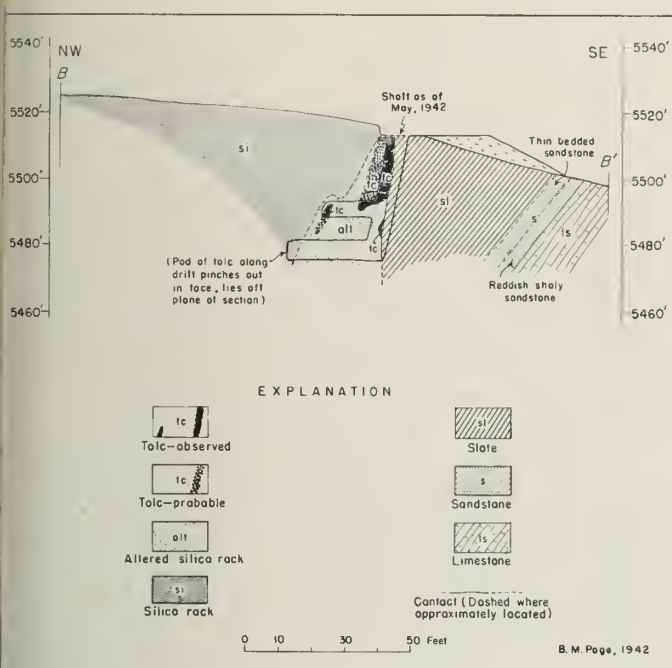 NW
SE
5540'
5540'
B
Shaft as of
May, 1942
5520'
5520'
Thin bedded
sandstone
B'
si
tc
5500'
5500'
tc
tc
sl
s
ls
alt
5480'
5480'
tc
(Pod of talc along
drift pinches out
in face, lies off
plane of section)
Reddish shaly
sandstone
5460'
5460'
EXPLANATION
tc
Talc-observed
sl
Slate
tc
Talc-probable
s
Sandstone
alt
Altered silica rock
ls
Limestone
si
Silica rock
Contact (Dashed where
approximately located)
0 10 30 50 Feet
B. M. Page, 1942